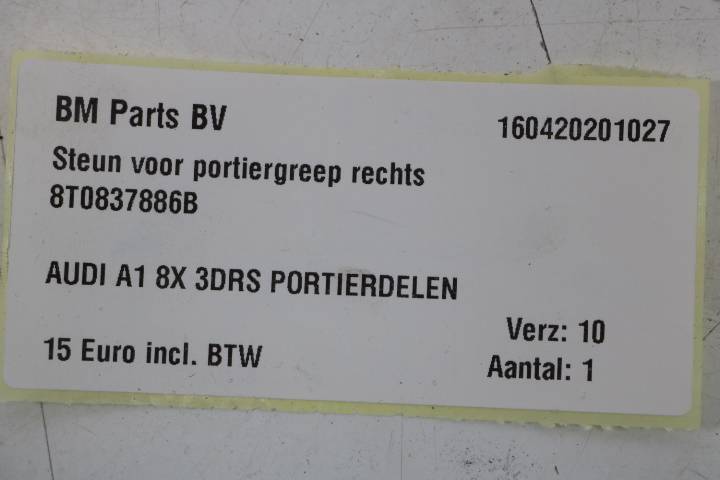 BM Parts BV
160420201027
Steun voor portiergreep rechts
8T0837886B
AUDI A1 8X 3DRS PORTIERDELEN
Verz: 10
15 Euro incl. BTW
Aantal: 1